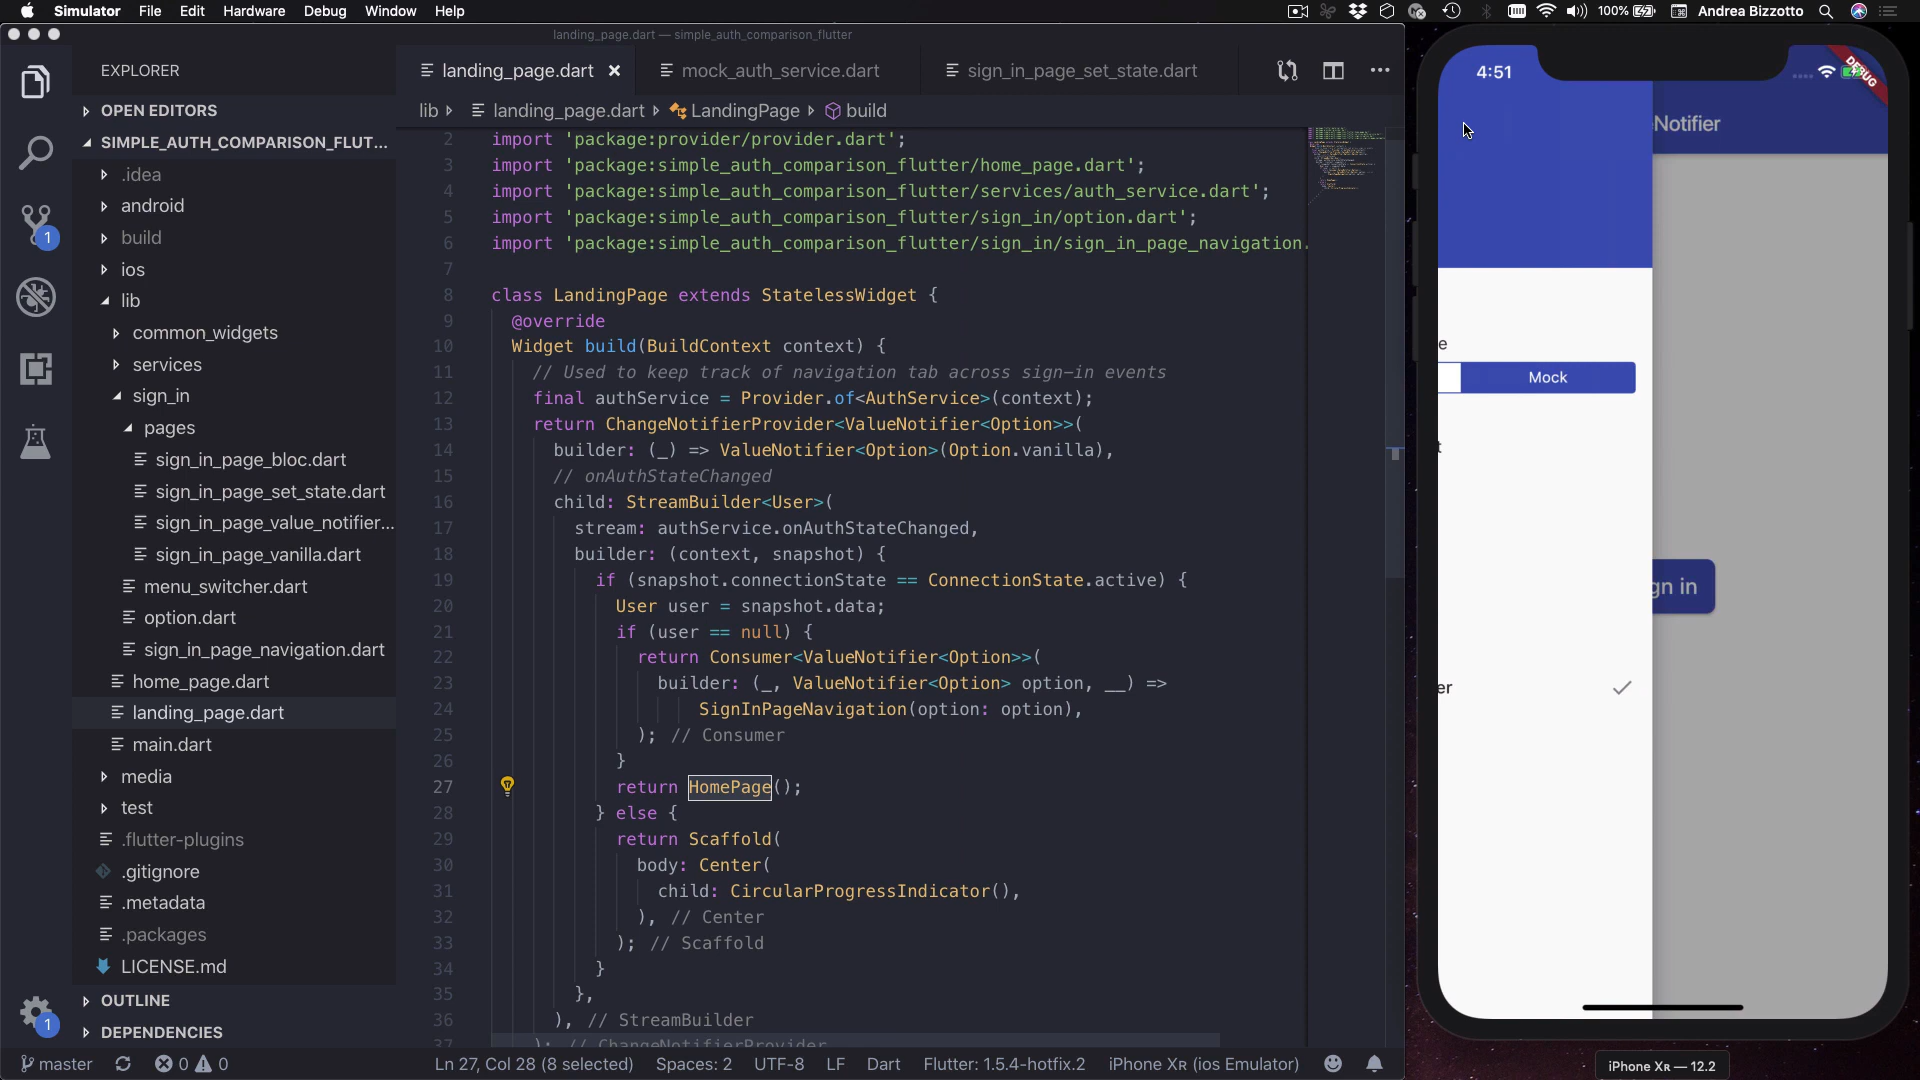 Simulator File Edit Hardware Debug Window Help
100% Andrea Bizzotto
landing_page.dart — simple_auth_comparison_flutter
EXPLORER
OPEN EDITORS
SIMPLE_AUTH_COMPARISON_FLUT...
.idea
android
build
ios
lib
common_widgets
services
sign_in
pages
sign_in_page_bloc.dart
sign_in_page_set_state.dart
sign_in_page_value_notifier...
sign_in_page_vanilla.dart
menu_switcher.dart
option.dart
sign_in_page_navigation.dart
home_page.dart
landing_page.dart
main.dart
media
test
.flutter-plugins
.gitignore
.metadata
.packages
LICENSE.md
OUTLINE
DEPENDENCIES
1
1
landing_page.dart mock_auth_service.dart sign_in_page_set_state.dart
lib landing_page.dart LandingPage build
2 import 'package:provider/provider.dart';
3 import 'package:simple_auth_comparison_flutter/home_page.dart';
4 import 'package:simple_auth_comparison_flutter/services/auth_service.dart';
5 import 'package:simple_auth_comparison_flutter/sign_in/option.dart';
6 import 'package:simple_auth_comparison_flutter/sign_in/sign_in_page_navigation.
7
8 class LandingPage extends StatelessWidget {
9 @override
10 Widget build(BuildContext context) {
11 // Used to keep track of navigation tab across sign-in events
12 final authService = Provider.of<AuthService>(context);
13 return ChangeNotifierProvider<ValueNotifier<Option>>(
14 builder: (_) => ValueNotifier<Option>(Option.vanilla),
15 // onAuthStateChanged
16 child: StreamBuilder<User>(
17 stream: authService.onAuthStateChanged,
18 builder: (context, snapshot) {
19 if (snapshot.connectionState == ConnectionState.active) {
20 User user = snapshot.data;
21 if (user == null) {
22 return Consumer<ValueNotifier<Option>>(
23 builder: (_, ValueNotifier<Option> option, __) =>
24 SignInPageNavigation(option: option),
25 ); // Consumer
26 }
27 return HomePage();
28 } else {
29 return Scaffold(
30 body: Center(
31 child: CircularProgressIndicator(),
32 ), // Center
33 ); // Scaffold
34 }
35 },
36 ), // StreamBuilder
37 ); // ChangeNotifierProvider
master 0 0 Ln 27, Col 28 (8 selected) Spaces: 2 UTF-8 LF Dart Flutter: 1.5.4-hotfix.2 iPhone Xʀ (ios Emulator)
4:51
DEBUG
Notifier
e
Mock
t
gn in
er
iPhone Xʀ — 12.2